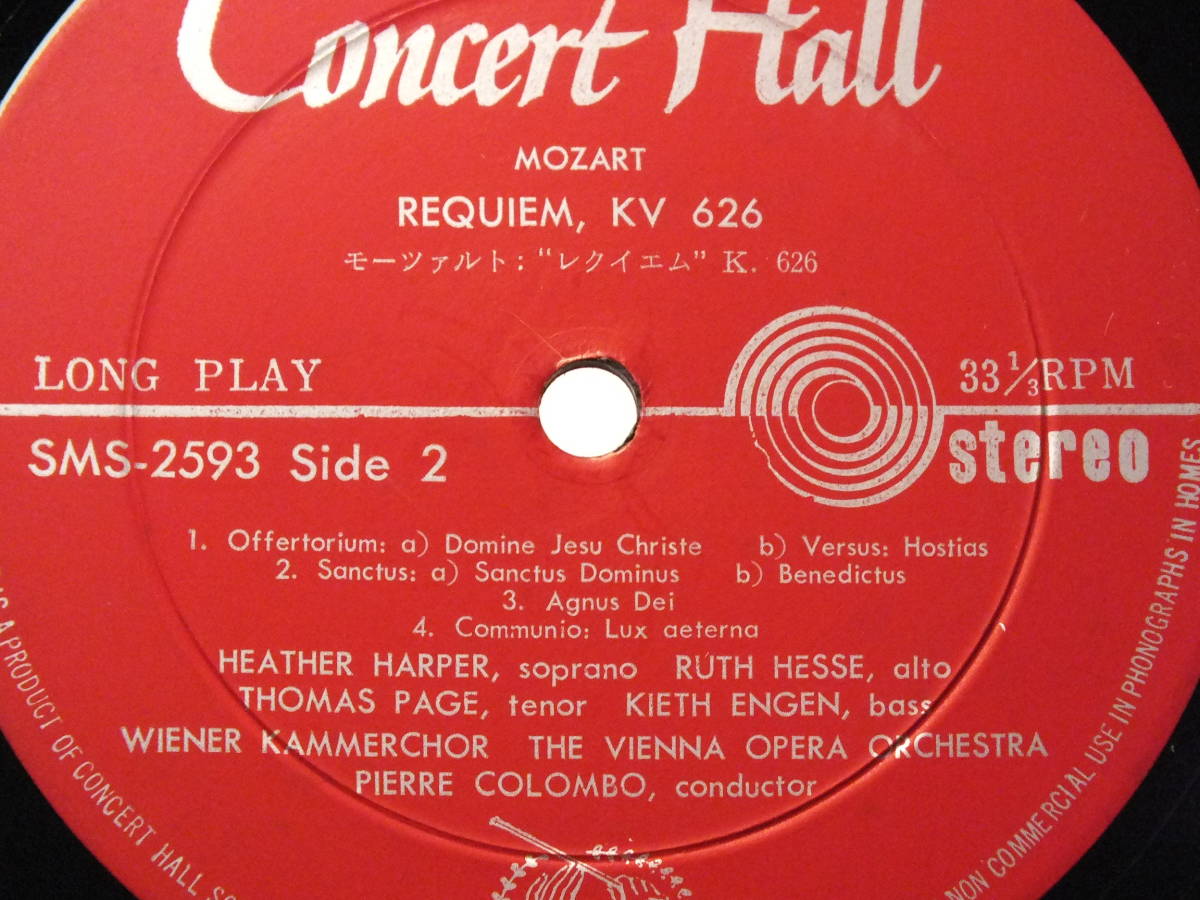 Concert Hall
MOZART
REQUIEM, KV 626
モーツァルト: “レクイエム” K. 626
LONG PLAY
33 1/3 RPM
SMS-2593 Side 2
stereo
1. Offertorium: a) Domine Jesu Christe b) Versus: Hostias
2. Sanctus: a) Sanctus Dominus b) Benedictus
3. Agnus Dei
4. Communio: Lux aeterna
HEATHER HARPER, soprano RUTH HESSE, alto
THOMAS PAGE, tenor KIETH ENGEN, bass
WIENER KAMMERCHOR THE VIENNA OPERA ORCHESTRA
PIERRE COLOMBO, conductor
IS A PRODUCT OF CONCERT HALL
NON COMMERCIAL USE IN PHONOGRAPHS IN HOMES